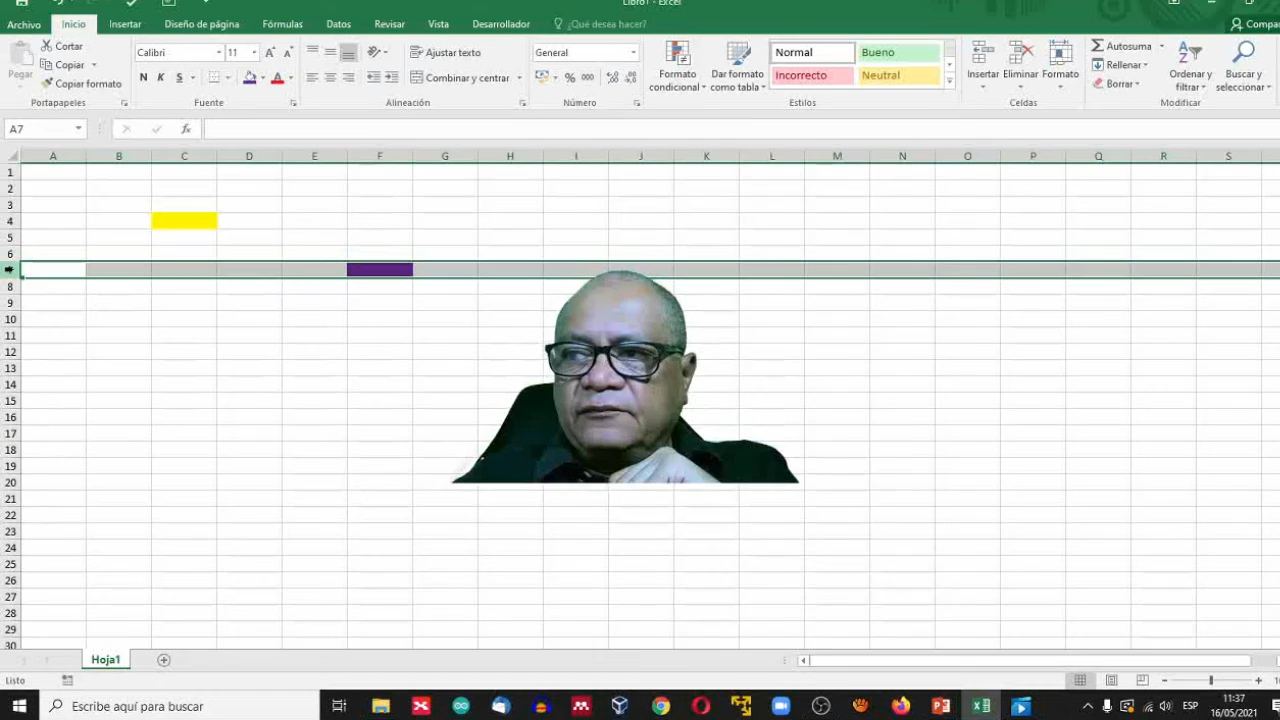 Libro1 - Excel
Archivo Inicio Insertar Diseño de página Fórmulas Datos Revisar Vista Desarrollador ¿Qué desea hacer?
Pegar
Cortar
Copiar
Copiar formato
Portapapeles
Calibri 11
N K S
Fuente
Ajustar texto
Combinar y centrar
Alineación
General
% 000
Número
Formato condicional
Dar formato como tabla
Normal Bueno
Incorrecto Neutral
Estilos
Insertar Eliminar Formato
Celdas
Autosuma
Rellenar
Borrar
Ordenar y filtrar
Buscar y seleccionar
Modificar
A7 fx
A B C D E F G H I J K L M N O P Q R S
1
2
3
4
5
6
8
9
10
11
12
13
14
15
16
17
18
19
20
21
22
23
24
25
26
27
28
29
30
Hoja1
Listo
Escribe aquí para buscar
ESP
11:37
16/05/2021